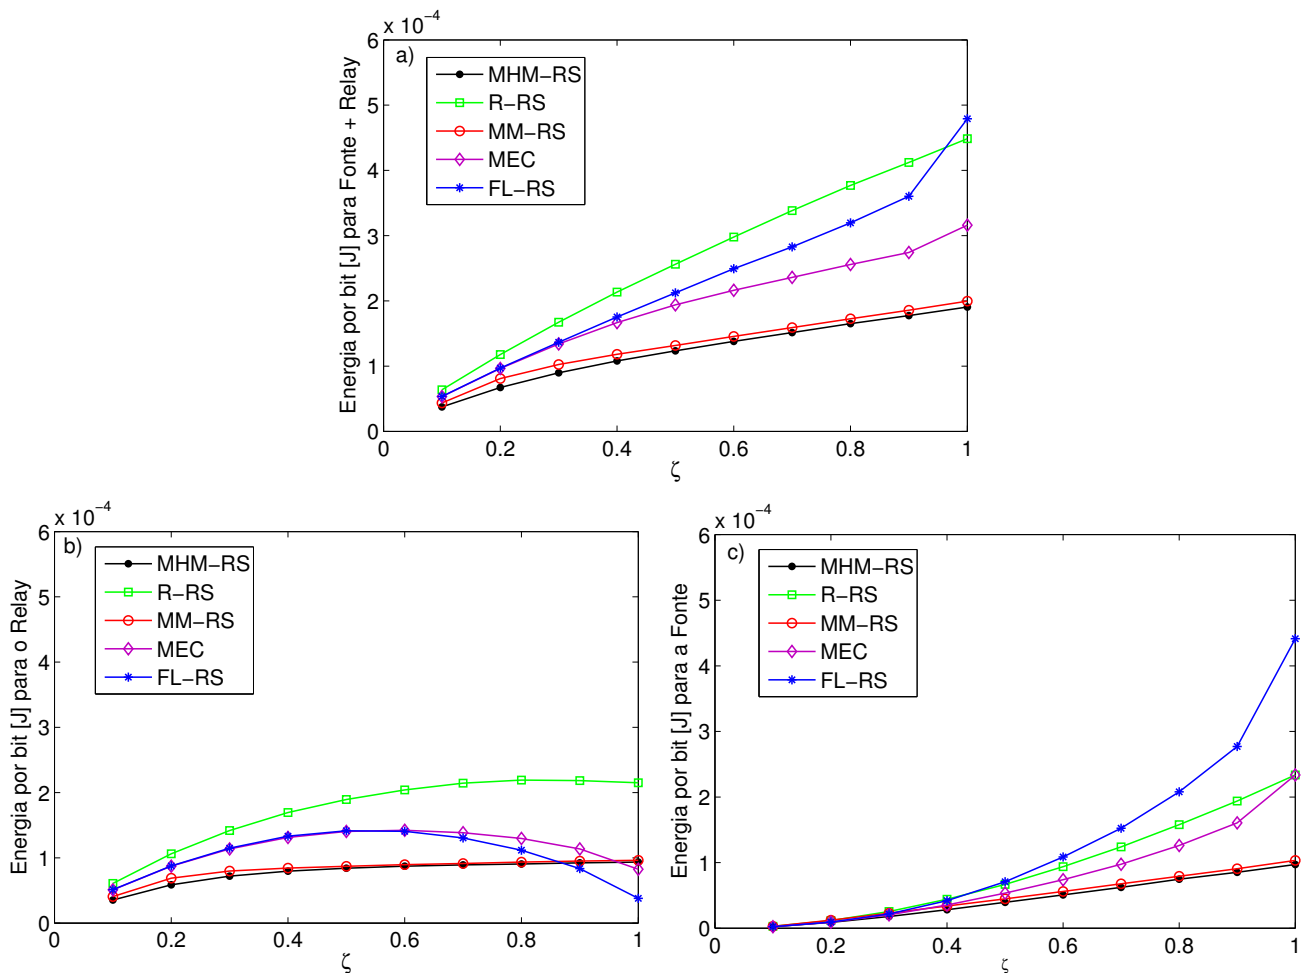 x 10−4
a)
MHM−RS
R−RS
MM−RS
MEC
FL−RS
Energia por bit [J] para Fonte + Relay
6
5
4
3
2
1
0
0
0.2
0.4
0.6
0.8
1
ζ
x 10−4
b)
MHM−RS
R−RS
MM−RS
MEC
FL−RS
Energia por bit [J] para o Relay
6
5
4
3
2
1
0
0
0.2
0.4
0.6
0.8
1
ζ
x 10−4
c)
MHM−RS
R−RS
MM−RS
MEC
FL−RS
Energia por bit [J] para a Fonte
6
5
4
3
2
1
0
0
0.2
0.4
0.6
0.8
1
ζ